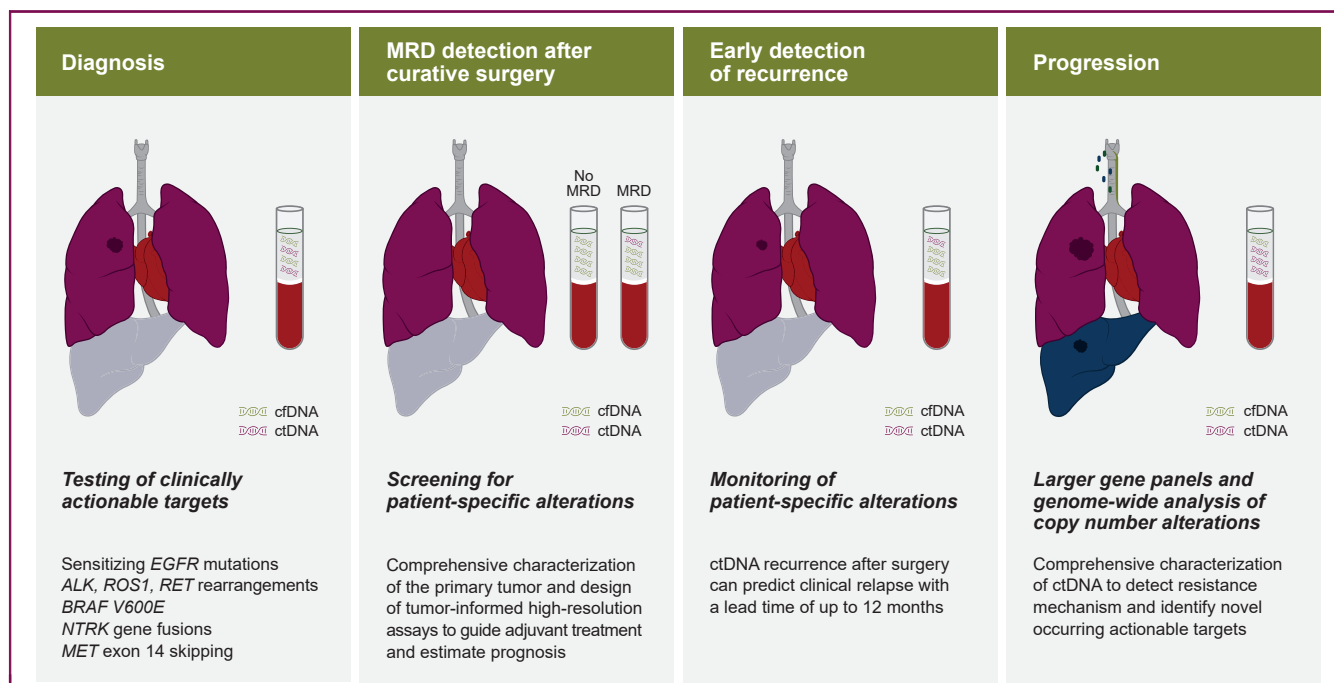 Diagnosis
MRD detection after
curative surgery
Early detection
of recurrence
Progression
No
MRD
MRD
cfDNA
ctDNA
cfDNA
ctDNA
cfDNA
ctDNA
cfDNA
ctDNA
Testing of clinically
actionable targets
Sensitizing EGFR mutations
ALK, ROS1, RET rearrangements
BRAF V600E
NTRK gene fusions
MET exon 14 skipping
Screening for
patient-specific alterations
Comprehensive characterization
of the primary tumor and design
of tumor-informed high-resolution
assays to guide adjuvant treatment
and estimate prognosis
Monitoring of
patient-specific alterations
ctDNA recurrence after surgery
can predict clinical relapse with
a lead time of up to 12 months
Larger gene panels and
genome-wide analysis of
copy number alterations
Comprehensive characterization
of ctDNA to detect resistance
mechanism and identify novel
occurring actionable targets